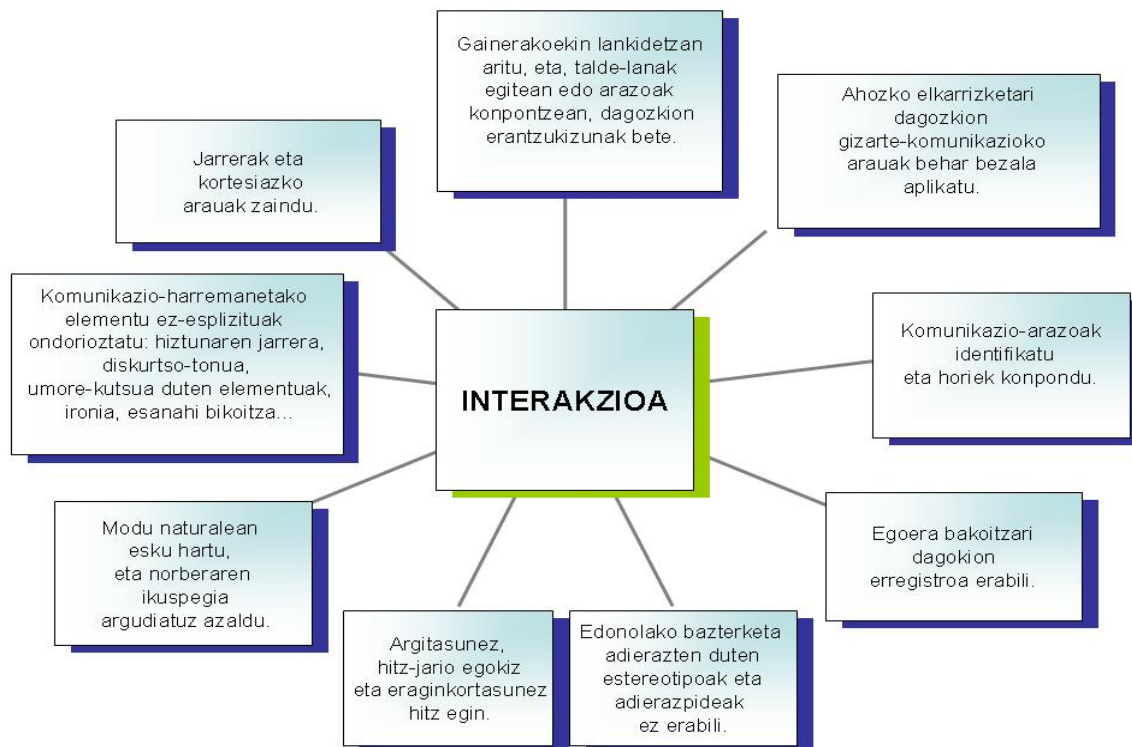 Gainerakoekin lankidetzan
aritu, eta, talde-lanak
egitean edo arazoak
konpontzean, dagozkion
erantzukizunak bete.
Ahozko elkarrizketari
dagozkion
gizarte-komunikazioko
arauak behar bezala
aplikatu.
Jarrerak eta
kortesiazko
arauak zaindu.
Komunikazio-harremanetako
elementu ez-esplizituak
ondorioztatu: hiztunaren jarrera,
diskurtso-tonua,
umore-kutsua duten elementuak,
ironia, esanahi bikoitza...
INTERAKZIOA
Komunikazio-arazoak
identifikatu
eta horiek konpondu.
Modu naturalean
esku hartu,
eta norberaren
ikuspegia
argudiatuz azaldu.
Egoera bakoitzari
dagokion
erregistroa erabili.
Argitasunez,
hitz-jario egokiz
eta eraginkortasunez
hitz egin.
Edonolako bazterketa
adierazten duten
estereotipoak eta
adierazpideak
ez erabili.